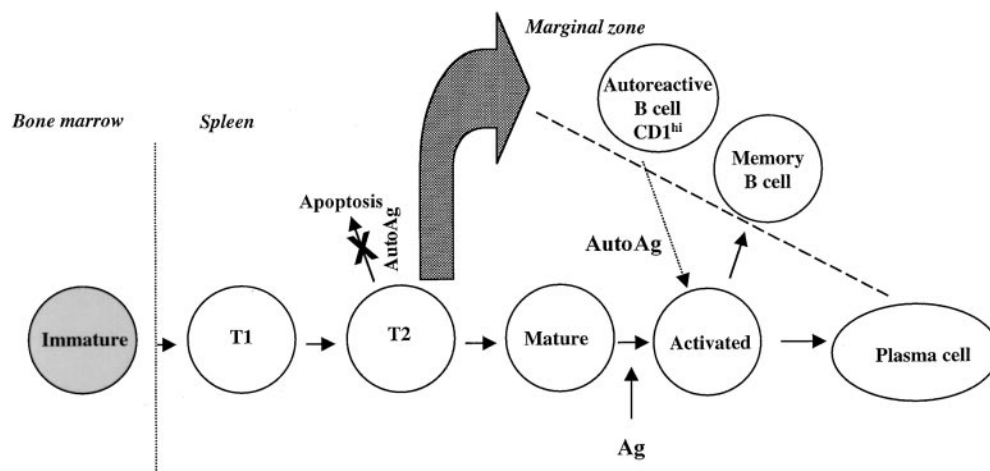 Marginal zone
Bone marrow
Spleen
Autoreactive
B cell
CD1hi
Memory
B cell
Apoptosis
AutoAg
AutoAg
Immature
T1
T2
Mature
Activated
Plasma cell
Ag